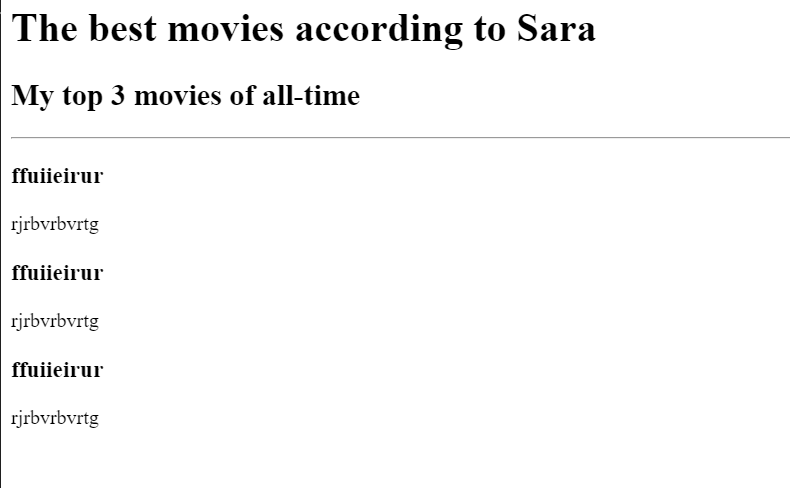 The best movies according to Sara
My top 3 movies of all-time
ffuiieirur
rjrbvrbvrtg
ffuiieirur
rjrbvrbvrtg
ffuiieirur
rjrbvrbvrtg